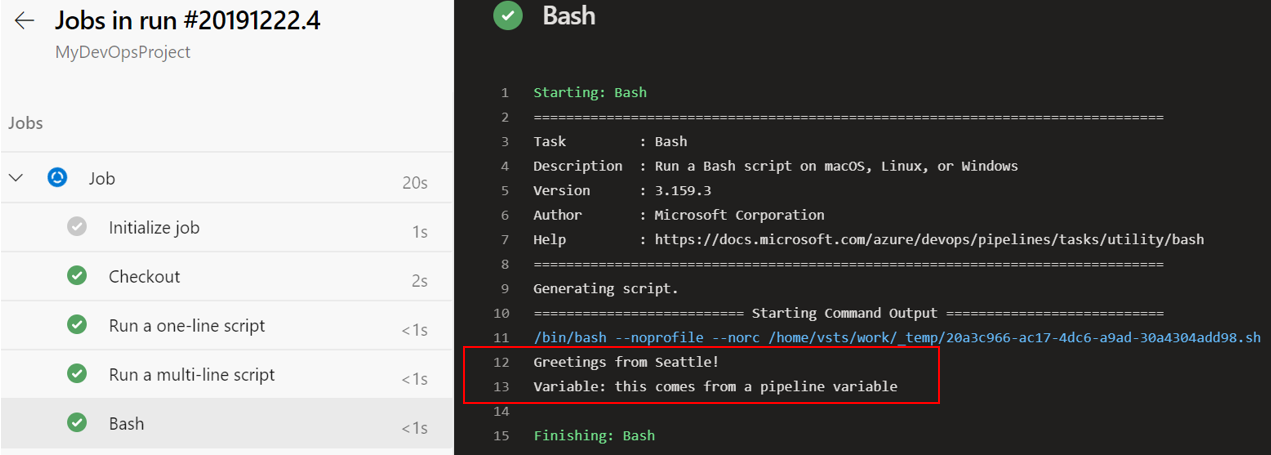 Jobs in run #20191222.4
MyDevOpsProject
Jobs
Job 20s
Initialize job 1s
Checkout 2s
Run a one-line script <1s
Run a multi-line script <1s
Bash <1s
Bash
1 Starting: Bash
2 ==============================================================================
3 Task : Bash
4 Description : Run a Bash script on macOS, Linux, or Windows
5 Version : 3.159.3
6 Author : Microsoft Corporation
7 Help : https://docs.microsoft.com/azure/devops/pipelines/tasks/utility/bash
8 ==============================================================================
9 Generating script.
10 ========================== Starting Command Output ===========================
11 /bin/bash --noprofile --norc /home/vsts/work/_temp/20a3c966-ac17-4dc6-a9ad-30a4304add98.sh
12 Greetings from Seattle!
13 Variable: this comes from a pipeline variable
14
15 Finishing: Bash